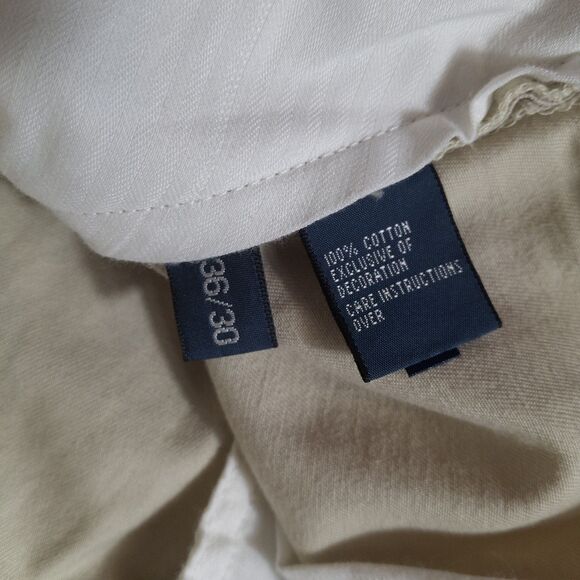 36/30
100% COTTON
EXCLUSIVE OF
DECORATION
CARE INSTRUCTIONS
OVER